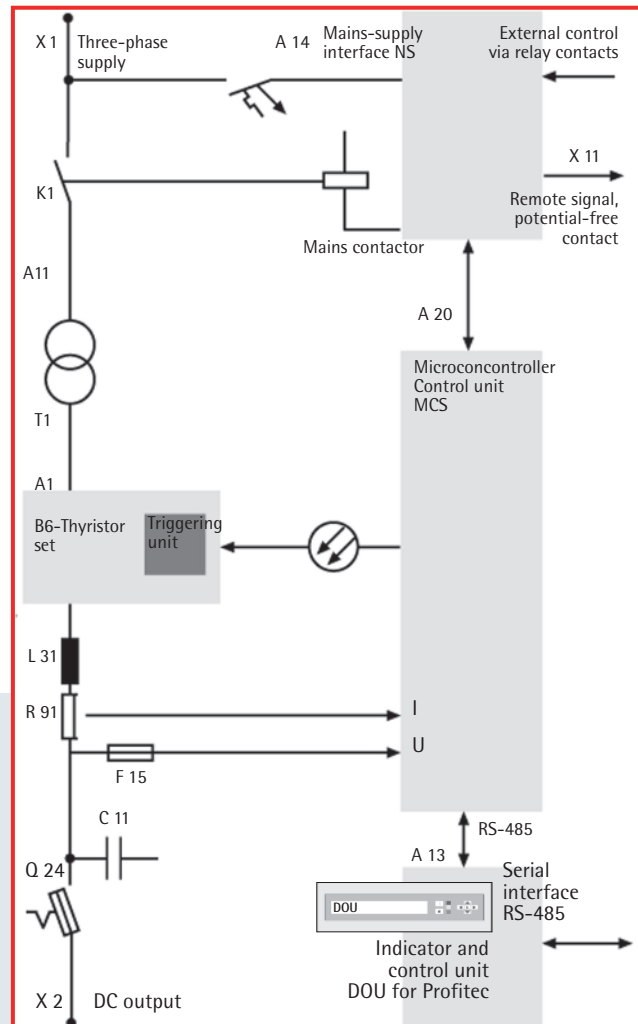 X 1
Three-phase
supply
A 14
Mains-supply
interface NS
External control
via relay contacts
K1
X 11
Remote signal,
potential-free
contact
Mains contactor
A11
A 20
Microconcontroller
Control unit
MCS
T1
A1
B6-Thyristor
set
Triggering
unit
L 31
R 91
I
U
F 15
C 11
RS-485
A 13
Q 24
Serial
interface
RS-485
DOU
Indicator and
control unit
DOU for Profitec
X 2
DC output